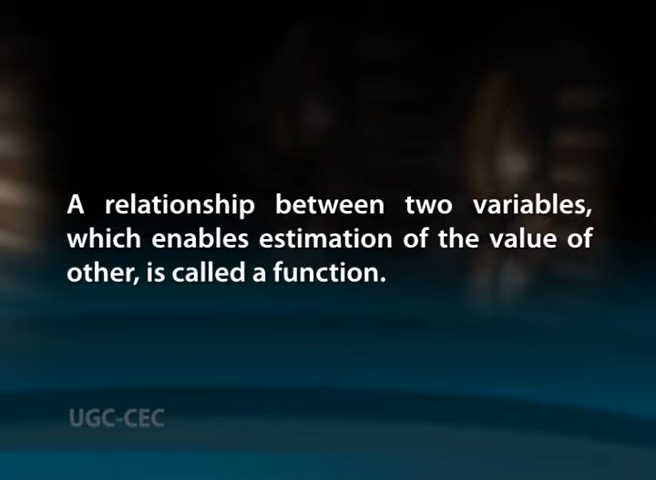 A relationship between two variables,
which enables estimation of the value of
other, is called a function.
UGC-CEC